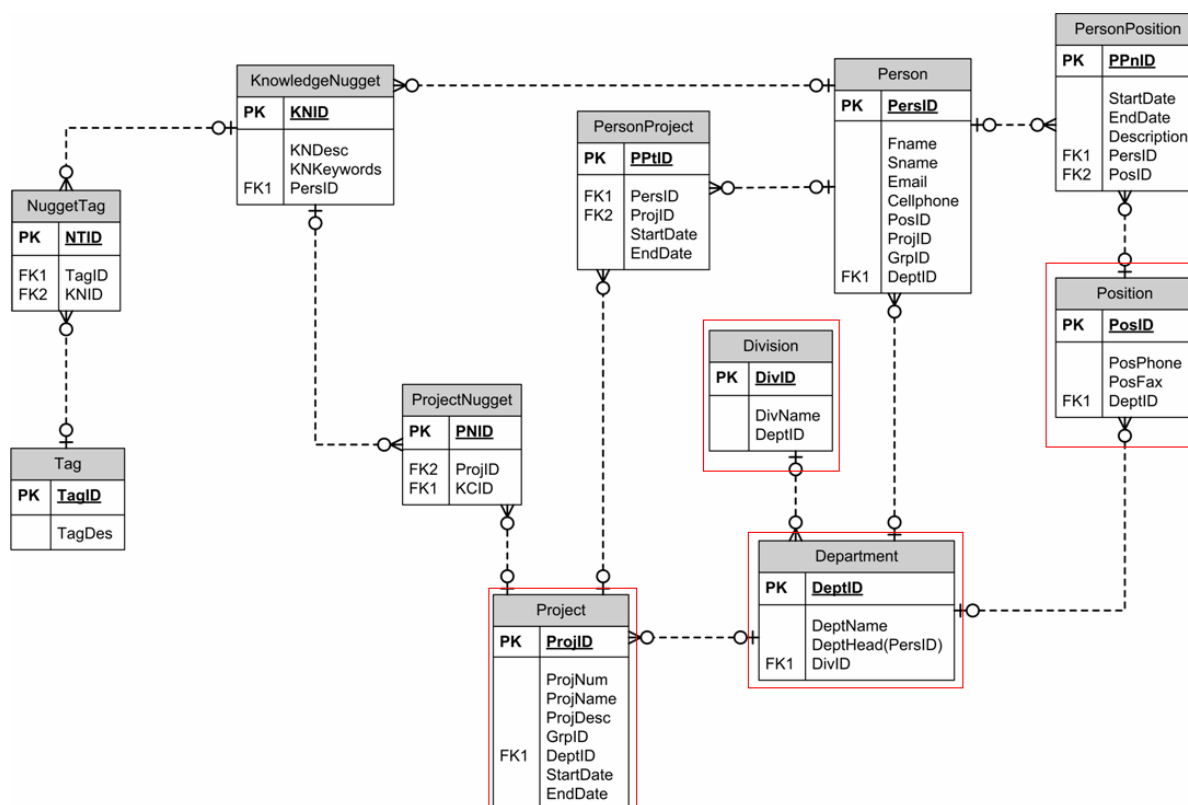 PersonPosition
PK PPnID
StartDate
EndDate
Description
FK1 PersID
FK2 PosID
KnowledgeNugget
PK KNID
KNDesc
KNKeywords
FK1 PersID
Person
PK PersID
Fname
Sname
Email
Cellphone
PosID
ProjID
GrpID
FK1 DeptID
PersonProject
PK PPtID
FK1 PersID
FK2 ProjID
StartDate
EndDate
NuggetTag
PK NTID
FK1 TagID
FK2 KNID
Position
PK PosID
PosPhone
PosFax
FK1 DeptID
Division
PK DivID
DivName
DeptID
ProjectNugget
PK PNID
FK2 ProjID
FK1 KCID
Tag
PK TagID
TagDes
Department
PK DeptID
DeptName
DeptHead(PersID)
FK1 DivID
Project
PK ProjID
ProjNum
ProjName
ProjDesc
GrpID
FK1 DeptID
StartDate
EndDate